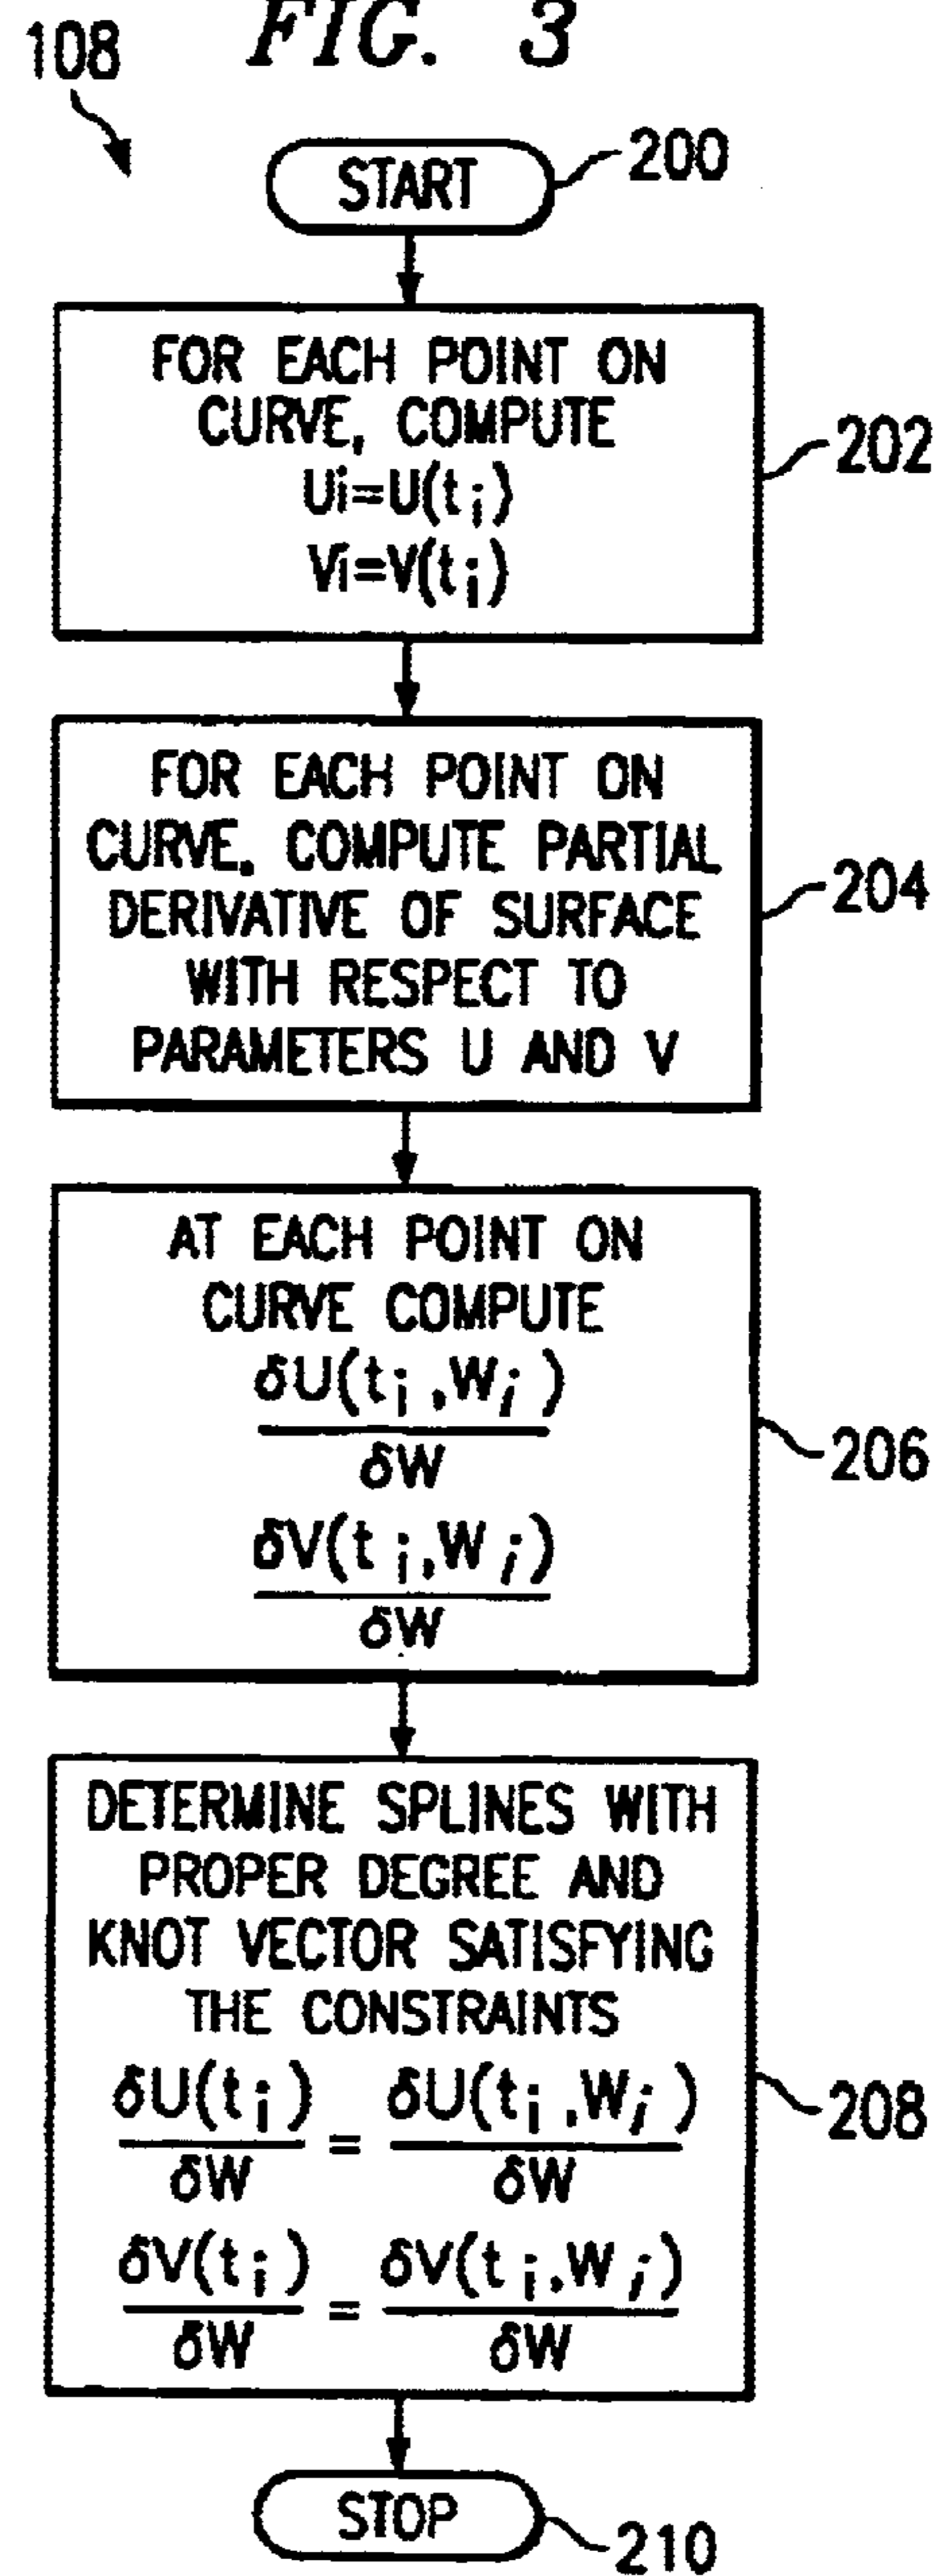 FIG. 3
108
START
200
FOR EACH POINT ON
CURVE, COMPUTE
Ui=U(ti)
Vi=V(ti)
202
FOR EACH POINT ON
CURVE. COMPUTE PARTIAL
DERIVATIVE OF SURFACE
WITH RESPECT TO
PARAMETERS U AND V
204
AT EACH POINT ON
CURVE COMPUTE
δU(ti,Wi)
δW
δV(ti,Wi)
δW
206
DETERMINE SPLINES WITH
PROPER DEGREE AND
KNOT VECTOR SATISFYING
THE CONSTRAINTS
δU(ti) = δU(ti,Wi)
δW δW
δV(ti) = δV(ti,Wi)
δW δW
208
STOP
210